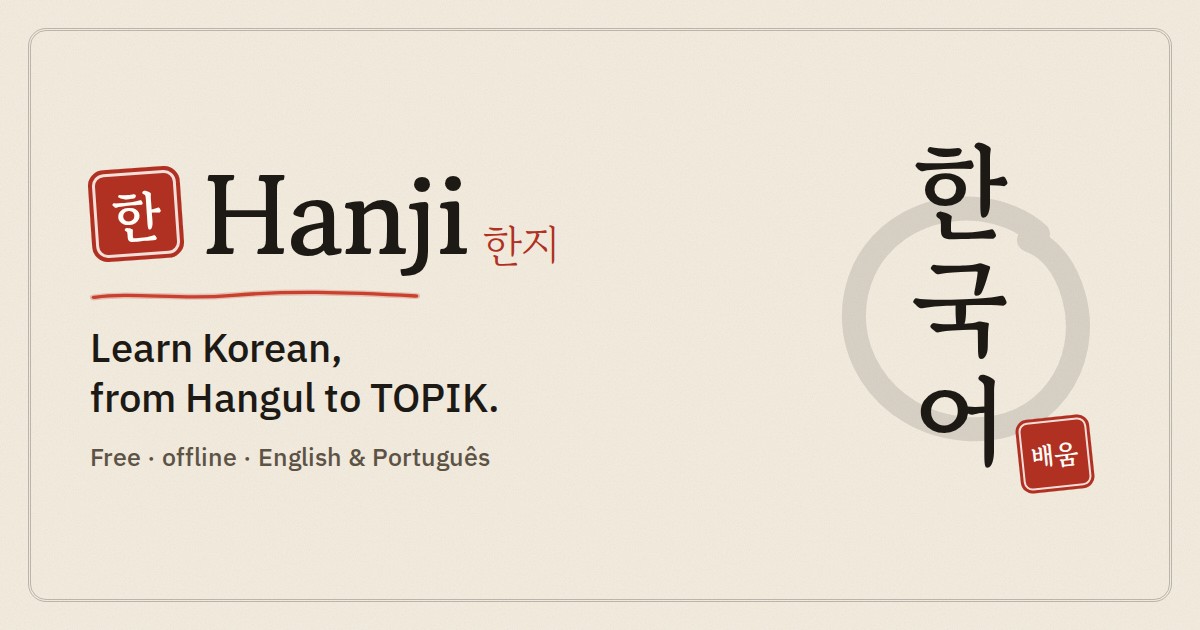 한 Hanji 한지
Learn Korean,
from Hangul to TOPIK.
Free · offline · English & Português
한
국
어
배움